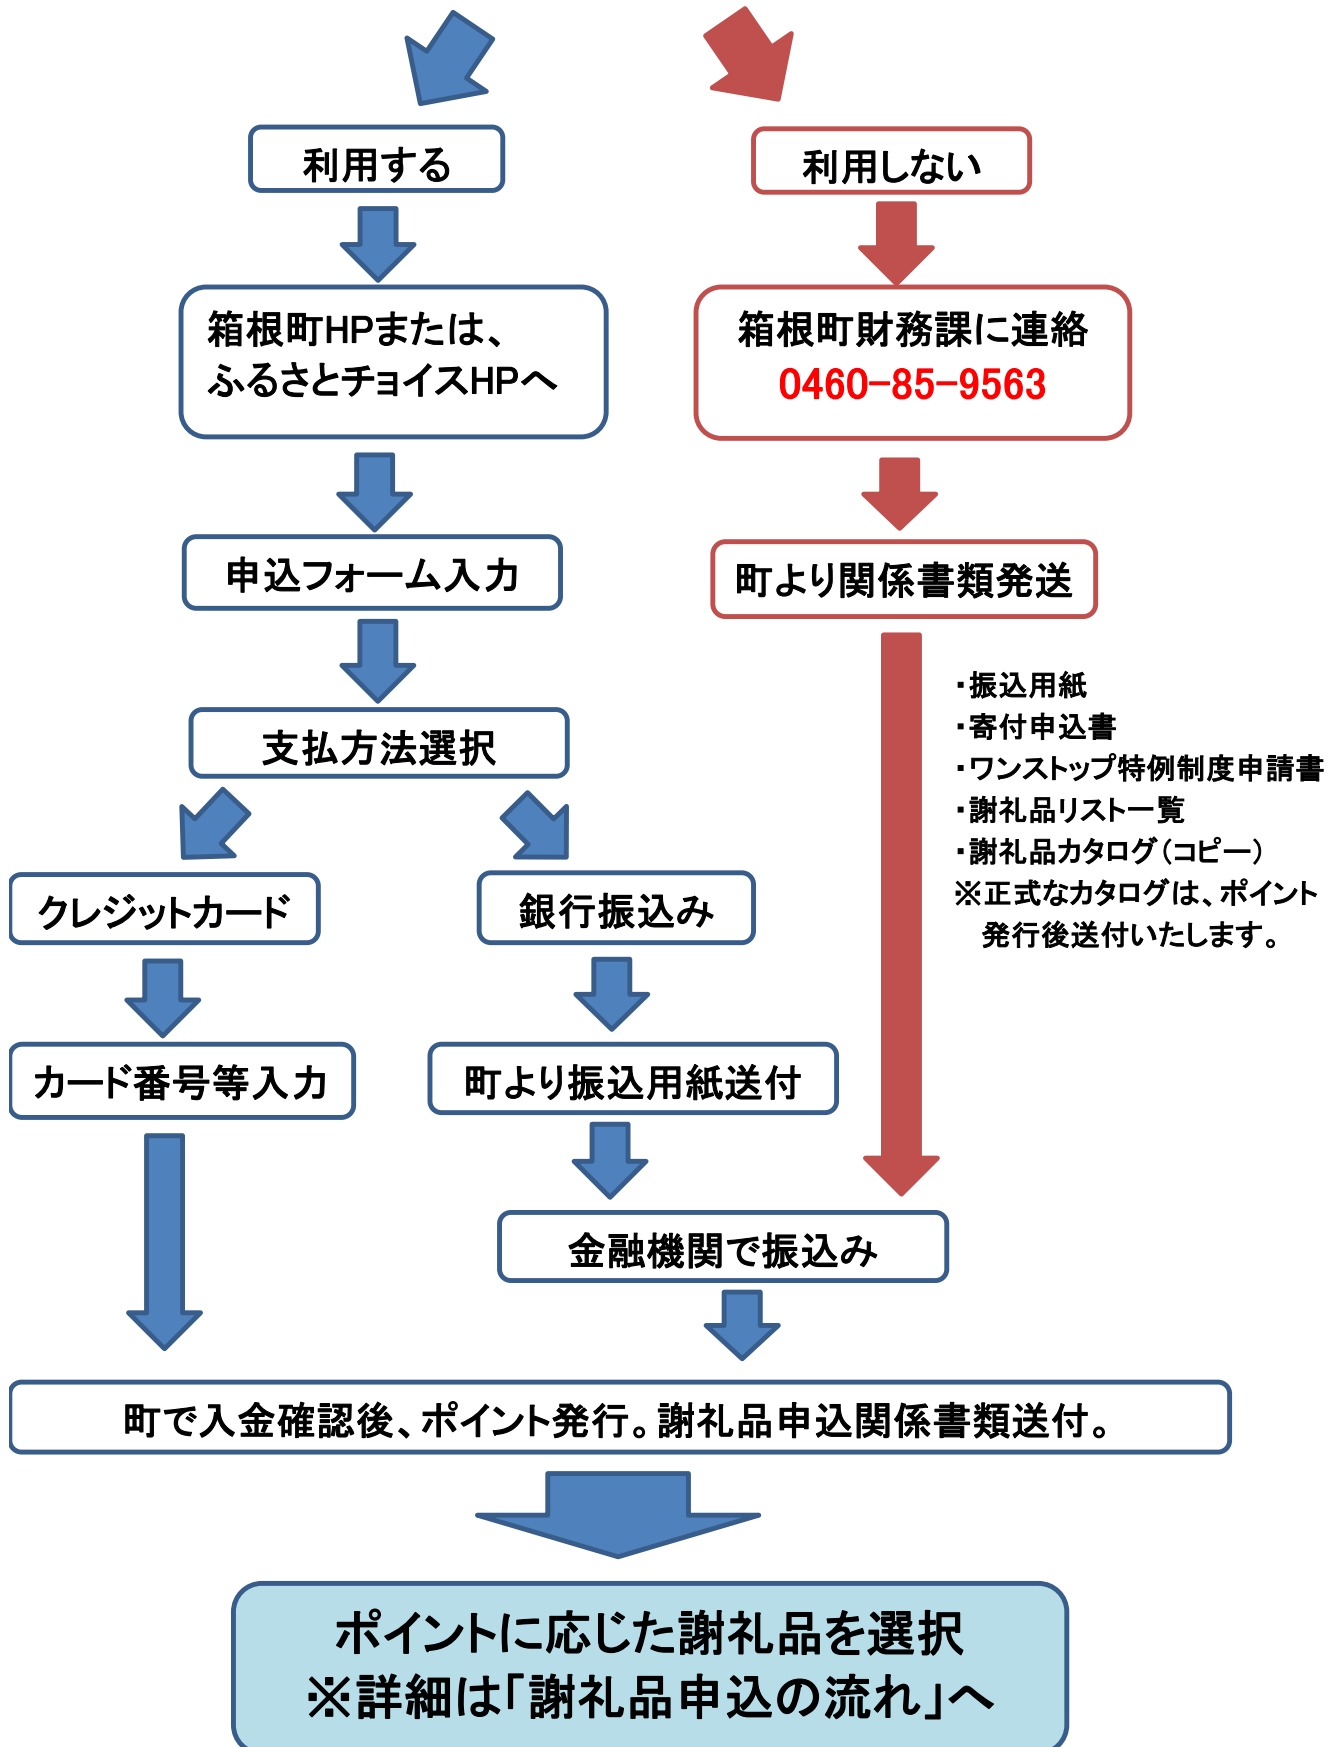 利用する
利用しない
箱根町HPまたは、
ふるさとチョイスHPへ
箱根町財務課に連絡
0460-85-9563
申込フォーム入力
町より関係書類発送
・振込用紙
・寄付申込書
・ワンストップ特例制度申請書
・謝礼品リスト一覧
・謝礼品カタログ(コピー)
※正式なカタログは、ポイント
発行後送付いたします。
支払方法選択
クレジットカード
銀行振込み
カード番号等入力
町より振込用紙送付
金融機関で振込み
町で入金確認後、ポイント発行。謝礼品申込関係書類送付。
ポイントに応じた謝礼品を選択
※詳細は「謝礼品申込の流れ」へ